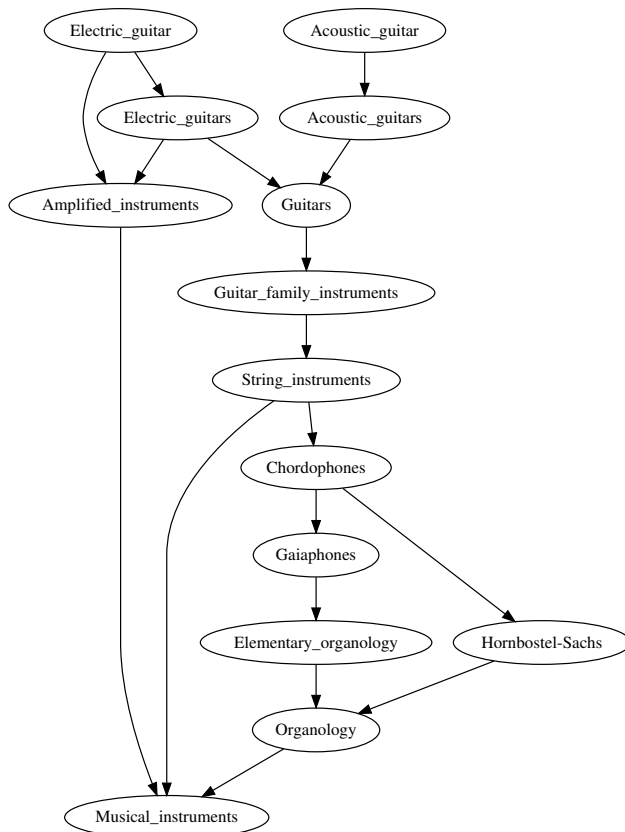 Electric_guitar
Acoustic_guitar
Electric_guitars
Acoustic_guitars
Amplified_instruments
Guitars
Guitar_family_instruments
String_instruments
Chordophones
Gaiaphones
Elementary_organology
Hornbostel-Sachs
Organology
Musical_instruments